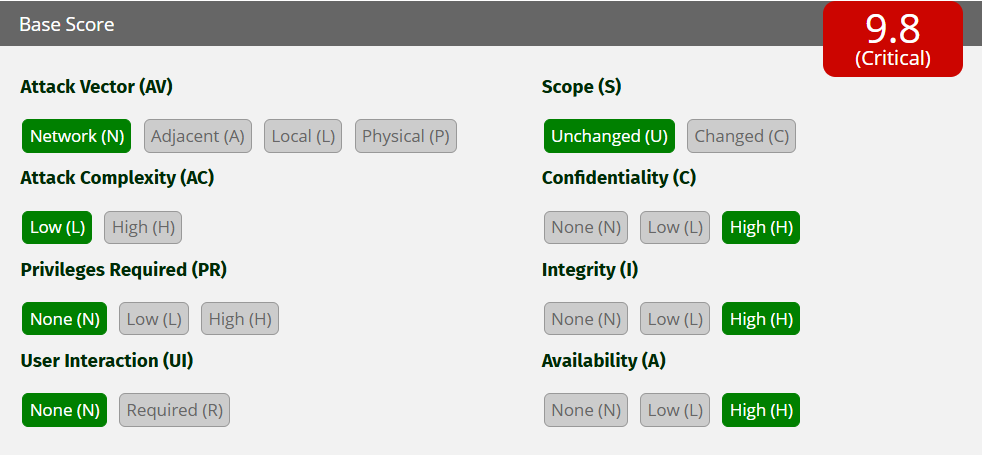 Base Score
9.8
(Critical)
Attack Vector (AV)
Network (N) Adjacent (A) Local (L) Physical (P)
Attack Complexity (AC)
Low (L) High (H)
Privileges Required (PR)
None (N) Low (L) High (H)
User Interaction (UI)
None (N) Required (R)
Scope (S)
Unchanged (U) Changed (C)
Confidentiality (C)
None (N) Low (L) High (H)
Integrity (I)
None (N) Low (L) High (H)
Availability (A)
None (N) Low (L) High (H)